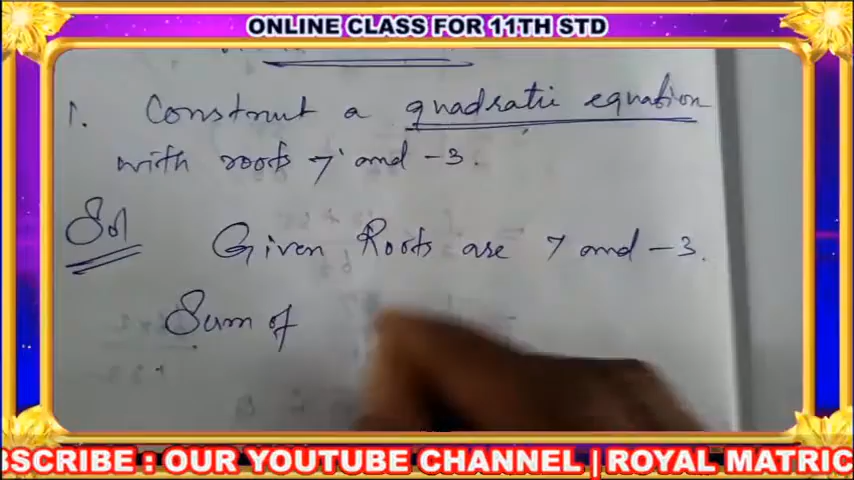 ONLINE CLASS FOR 11TH STD
1. Construct a quadratic equation
with roots 7 and -3.
Sol Given Roots are 7 and -3.
Sum of
SCRIBE : OUR YOUTUBE CHANNEL | ROYAL MATRIC